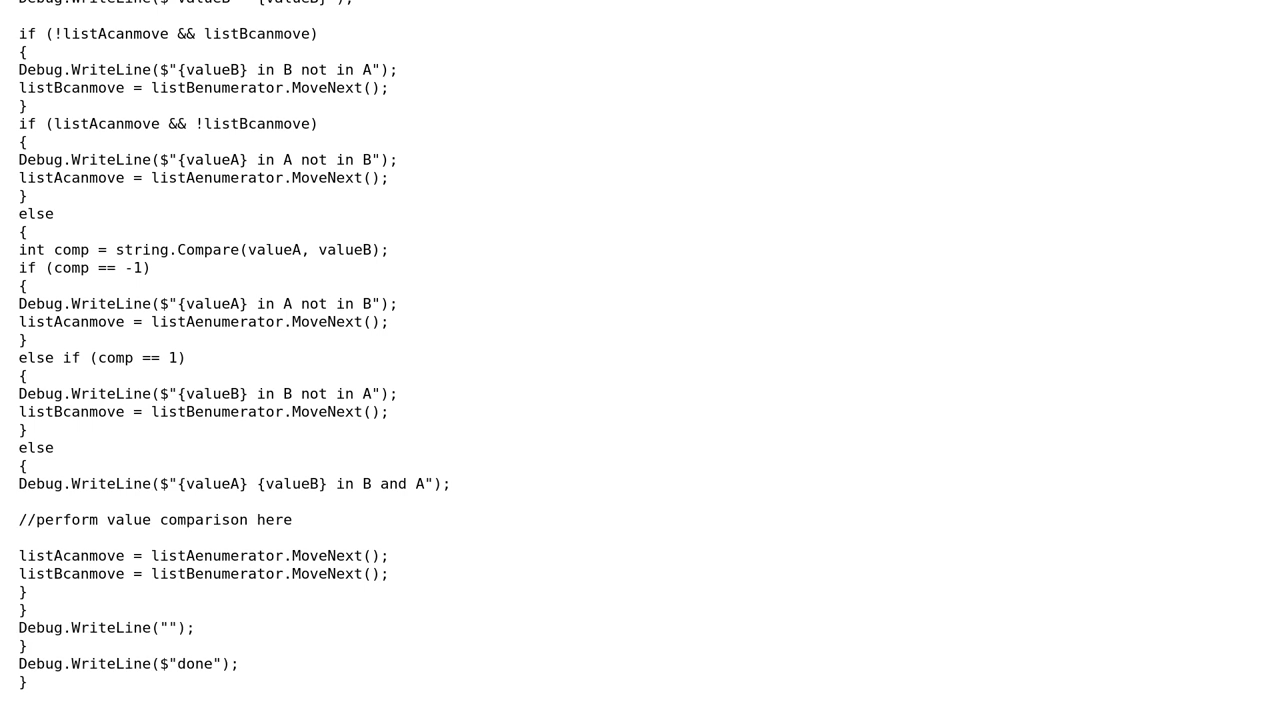 Debug.WriteLine($"valueB = {valueB}");
if (!listAcanmove && listBcanmove)
{
Debug.WriteLine($"{valueB} in B not in A");
listBcanmove = listBenumerator.MoveNext();
}
if (listAcanmove && !listBcanmove)
{
Debug.WriteLine($"{valueA} in A not in B");
listAcanmove = listAenumerator.MoveNext();
}
else
{
int comp = string.Compare(valueA, valueB);
if (comp == -1)
{
Debug.WriteLine($"{valueA} in A not in B");
listAcanmove = listAenumerator.MoveNext();
}
else if (comp == 1)
{
Debug.WriteLine($"{valueB} in B not in A");
listBcanmove = listBenumerator.MoveNext();
}
else
{
Debug.WriteLine($"{valueA} {valueB} in B and A");
//perform value comparison here
listAcanmove = listAenumerator.MoveNext();
listBcanmove = listBenumerator.MoveNext();
}
}
Debug.WriteLine("");
}
Debug.WriteLine($"done");
}